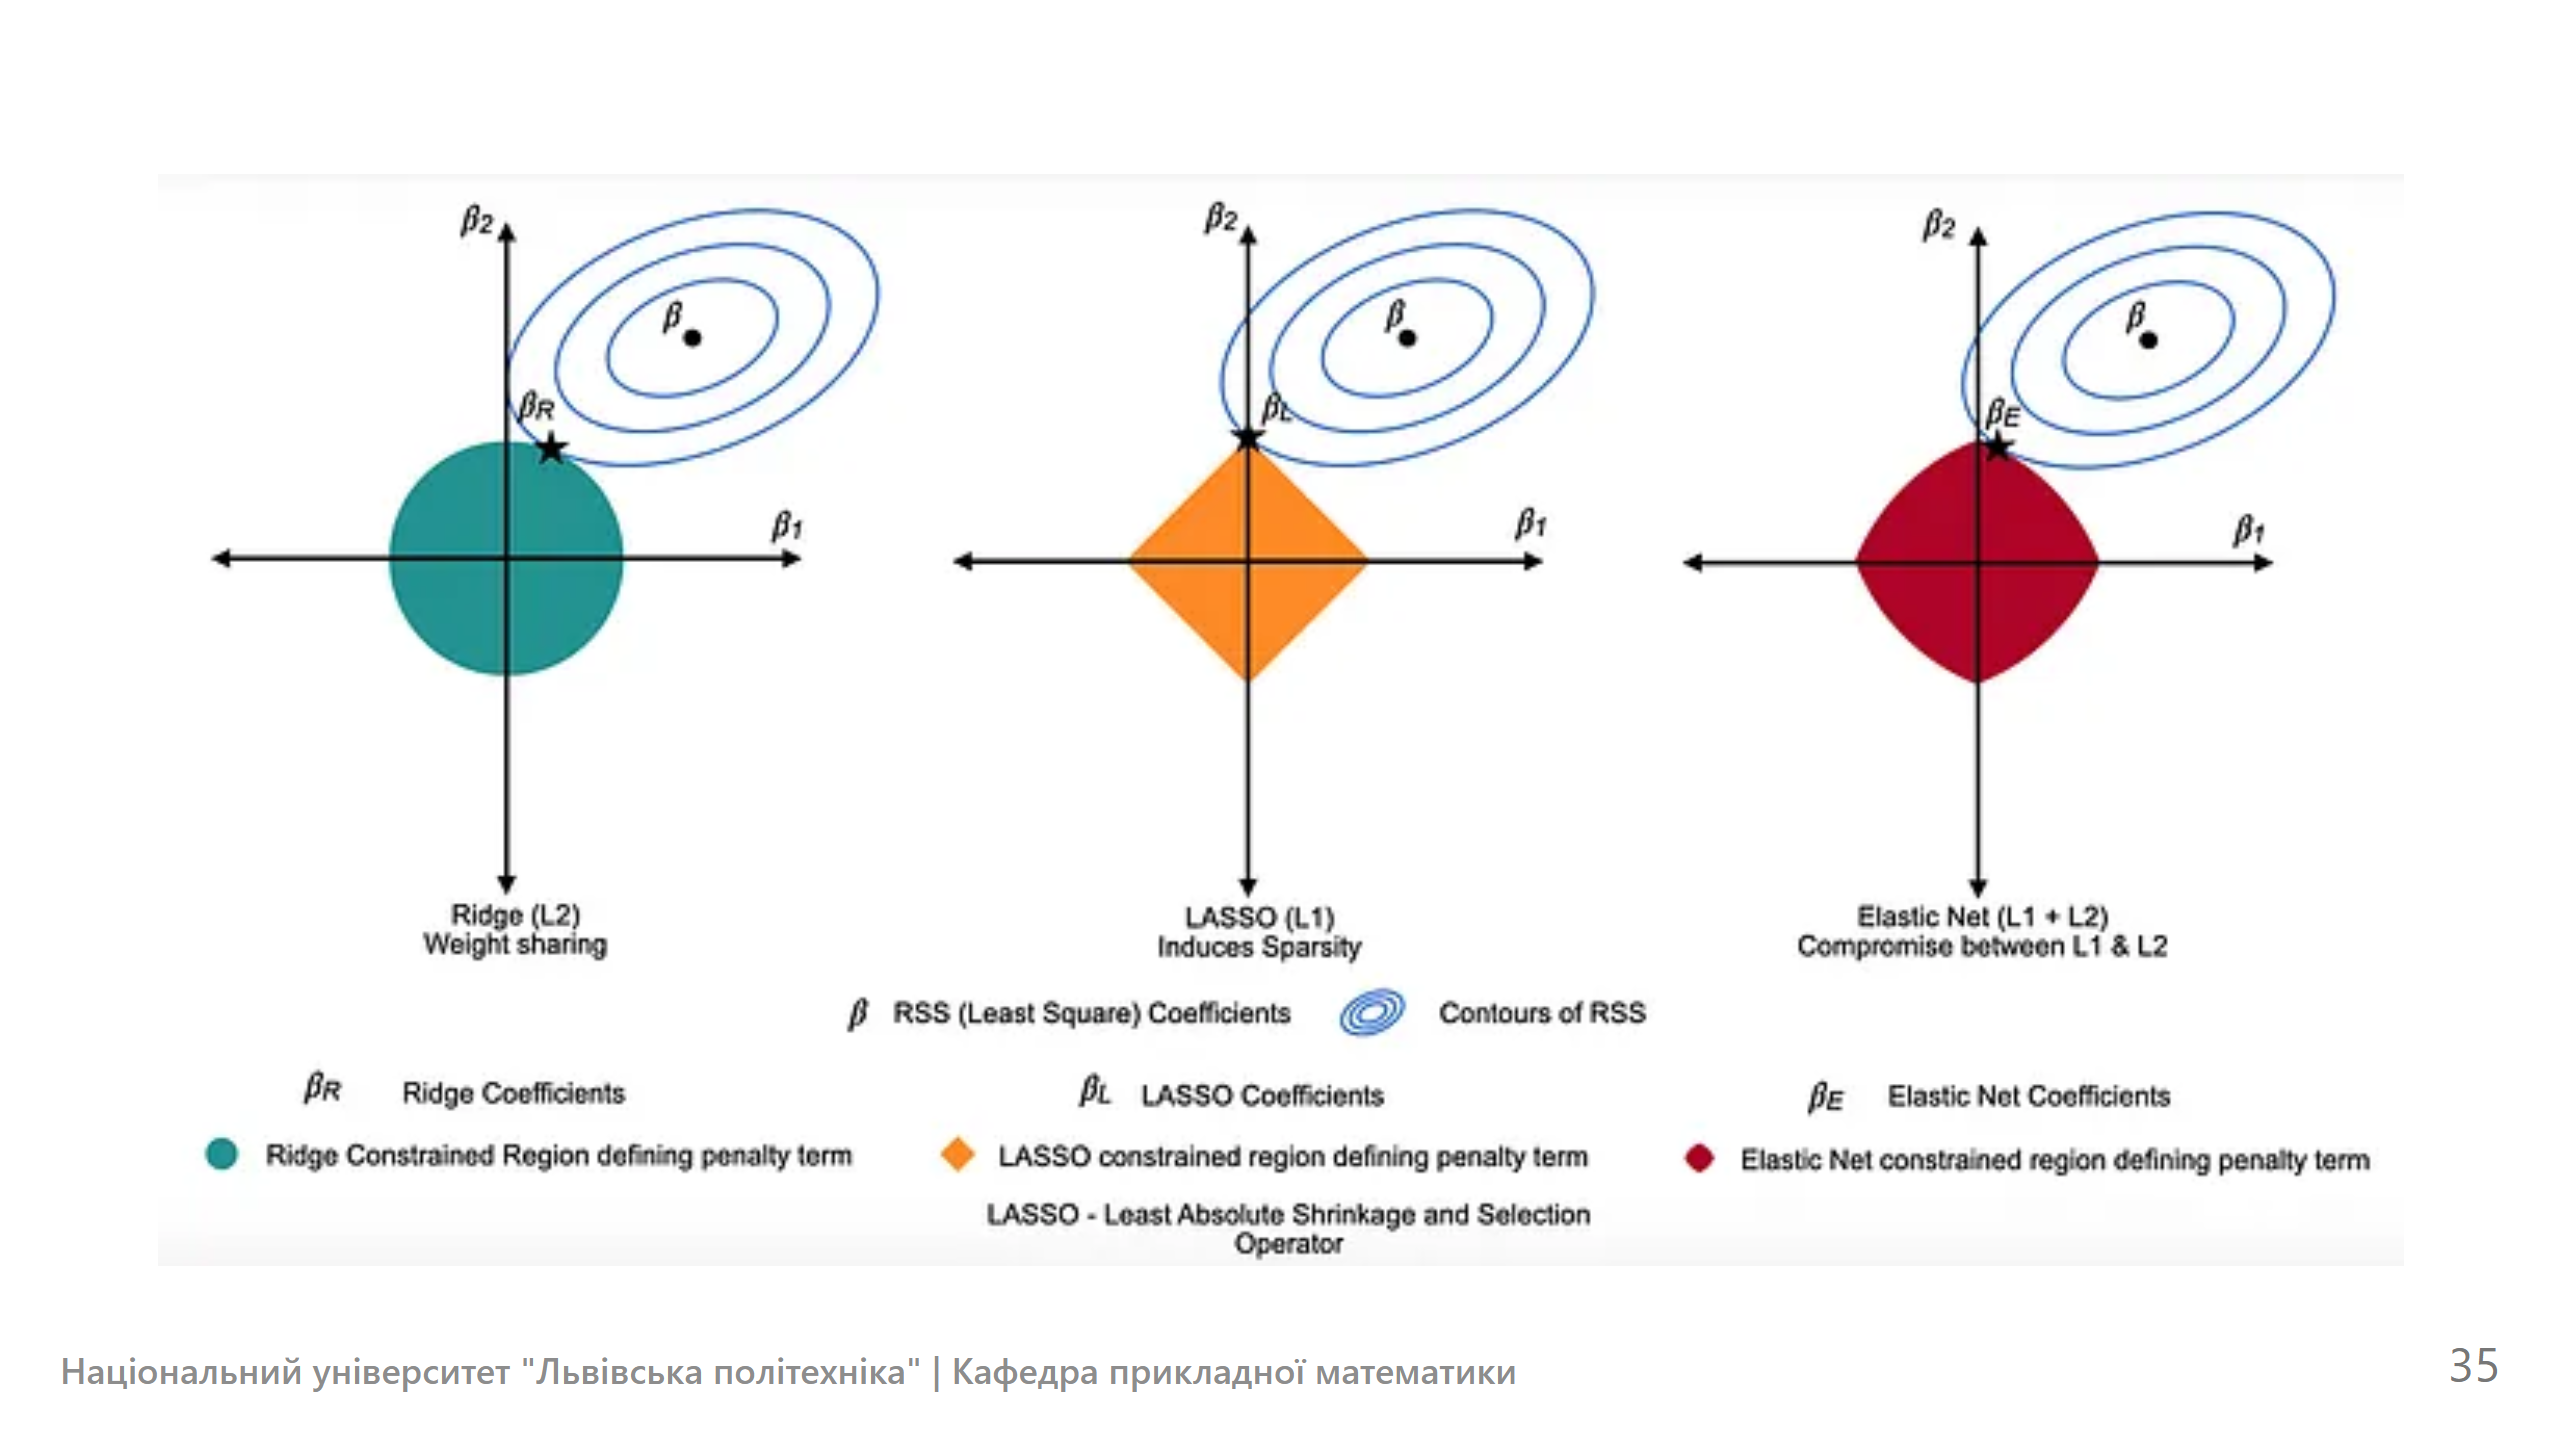 β2
β
βR
β1
Ridge (L2)
Weight sharing
β2
β
βL
β1
LASSO (L1)
Induces Sparsity
β2
β
βE
β1
Elastic Net (L1 + L2)
Compromise between L1 & L2
β RSS (Least Square) Coefficients
Contours of RSS
βR Ridge Coefficients
βL LASSO Coefficients
βE Elastic Net Coefficients
Ridge Constrained Region defining penalty term
LASSO constrained region defining penalty term
Elastic Net constrained region defining penalty term
LASSO - Least Absolute Shrinkage and Selection
Operator
Національний університет "Львівська політехніка" | Кафедра прикладної математики
35